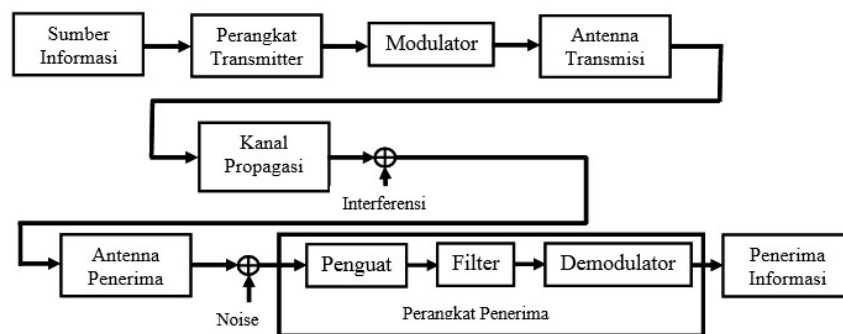 Sumber
Informasi
Perangkat
Transmitter
Modulator
Antenna
Transmisi
Kanal
Propagasi
Interferensi
Antenna
Penerima
Noise
Penguat
Filter
Demodulator
Perangkat Penerima
Penerima
Informasi